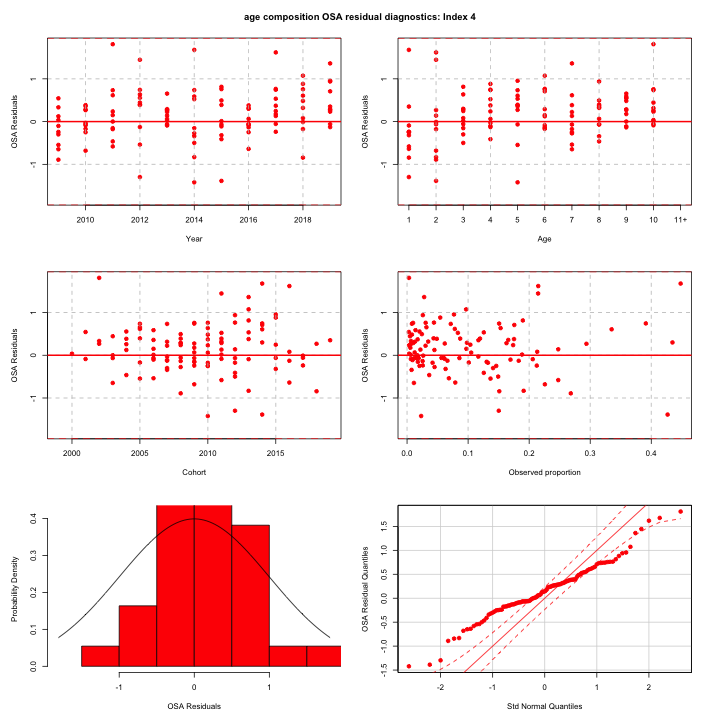 age composition OSA residual diagnostics: Index 4
OSA Residuals
1
0
-1
2010 2012 2014 2016 2018
Year
OSA Residuals
1
0
-1
1 2 3 4 5 6 7 8 9 10 11+
Age
OSA Residuals
1
0
-1
2000 2005 2010 2015
Cohort
OSA Residuals
1
0
-1
0.0 0.1 0.2 0.3 0.4
Observed proportion
Probability Density
0.4
0.3
0.2
0.1
0.0
-1 0 1
OSA Residuals
OSA Residual Quantiles
1.5
1.0
0.5
0.0
-0.5
-1.0
-1.5
-2 -1 0 1 2
Std Normal Quantiles